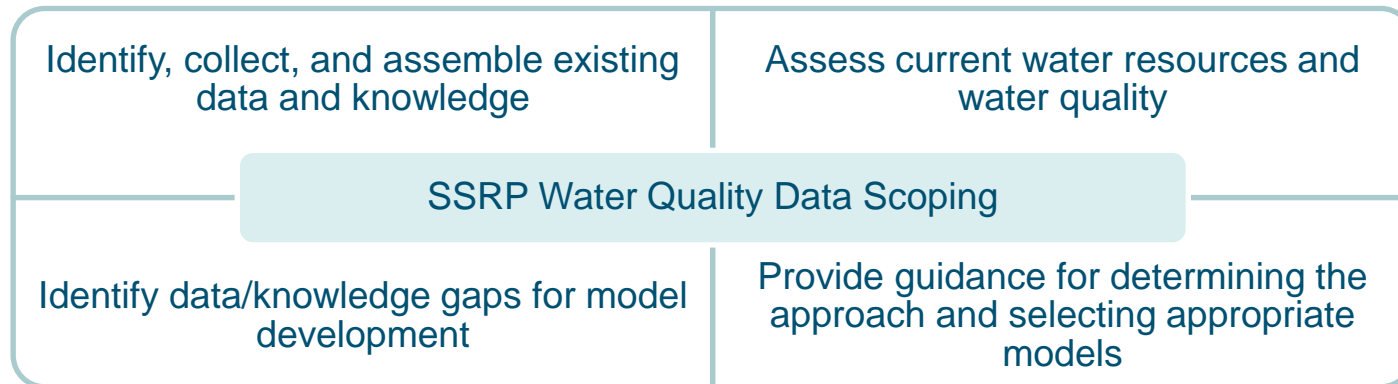 Identify, collect, and assemble existing
data and knowledge
Assess current water resources and
water quality
SSRP Water Quality Data Scoping
Identify data/knowledge gaps for model
development
Provide guidance for determining the
approach and selecting appropriate
models